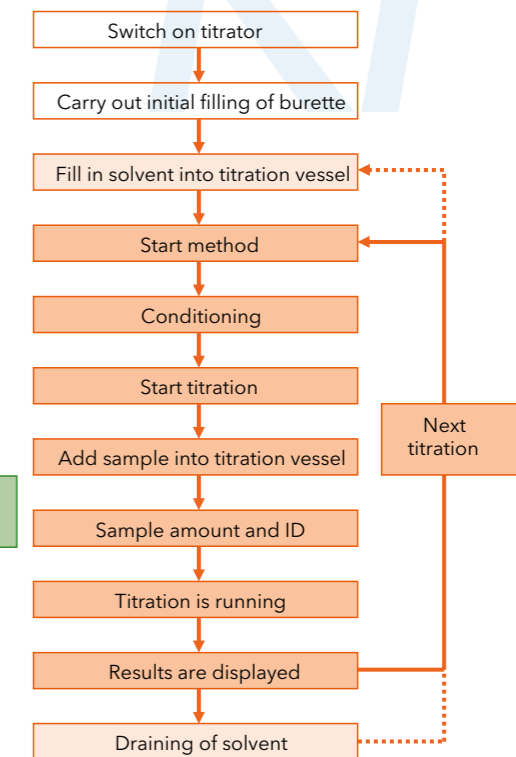 Switch on titrator
Carry out initial filling of burette
Fill in solvent into titration vessel
Start method
Conditioning
Start titration
Next
titration
Add sample into titration vessel
Sample amount and ID
Titration is running
Results are displayed
Draining of solvent